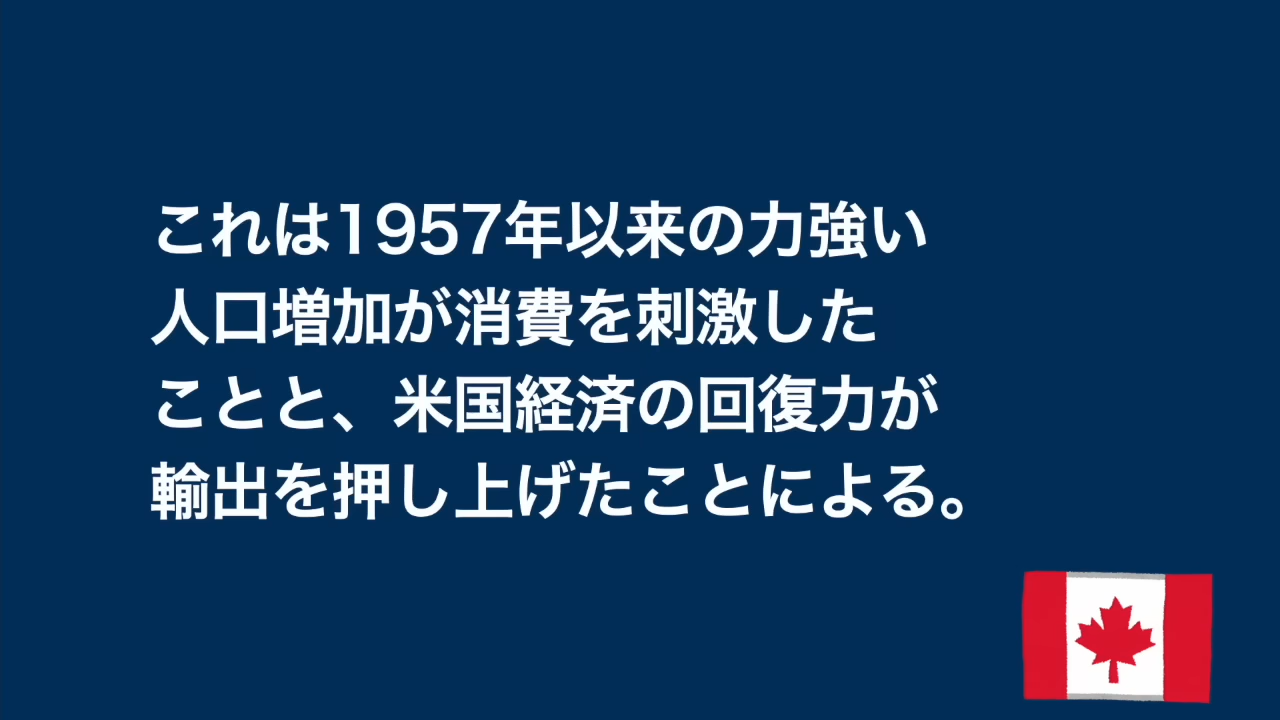 これは1957年以来の力強い
人口増加が消費を刺激した
ことと、米国経済の回復力が
輸出を押し上げたことによる。